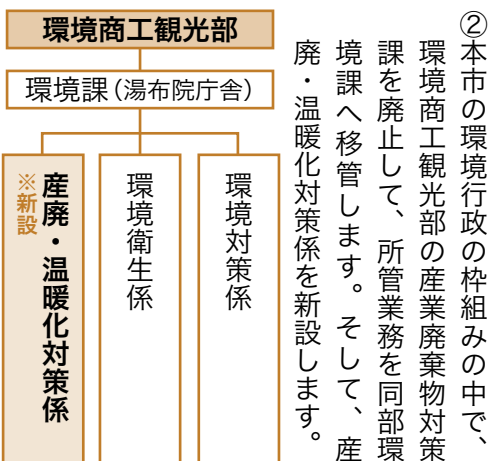 ②本市の環境行政の枠組みの中で、
環境商工観光部の産業廃棄物対策
課を廃止して、所管業務を同部環
境課へ移管します。そして、産
廃・温暖化対策係を新設します。
環境商工観光部
環境課(湯布院庁舎)
環境対策係
環境衛生係
産廃・温暖化対策係
※新設